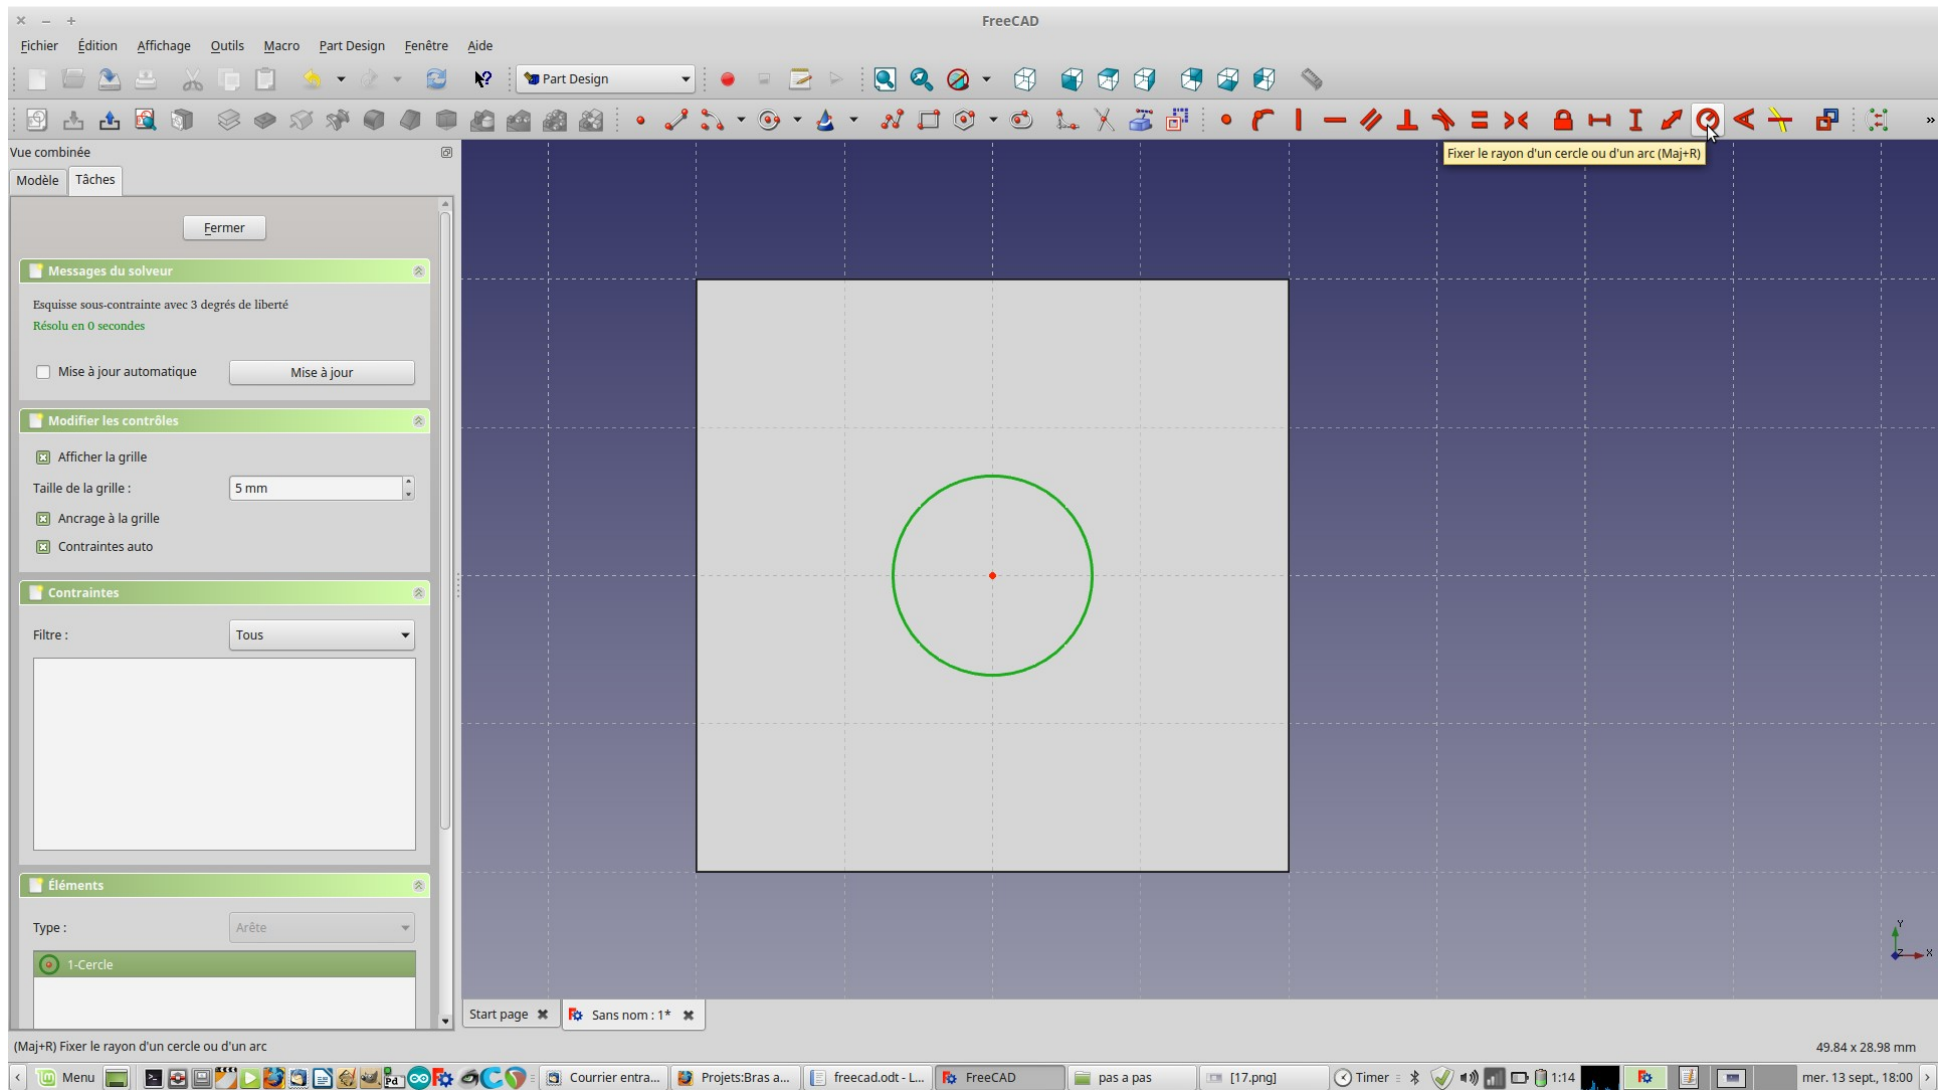 FreeCAD
Fichier Édition Affichage Outils Macro Part Design Fenêtre Aide
Part Design
Vue combinée
Fixer le rayon d'un cercle ou d'un arc (Maj+R)
Modèle Tâches
Fermer
Messages du solveur
Esquisse sous-contrainte avec 3 degrés de liberté
Résolu en 0 secondes
Mise à jour automatique Mise à jour
Modifier les contrôles
Afficher la grille
Taille de la grille : 5 mm
Ancrage à la grille
Contraintes auto
Contraintes
Filtre : Tous
Éléments
Type : Arête
1-Cercle
Y
Z X
Start page Sans nom : 1*
(Maj+R) Fixer le rayon d'un cercle ou d'un arc
49.84 x 28.98 mm
Menu Pd Courrier entra... Projets:Bras a... freecad.odt - L... FreeCAD pas a pas [17.png] Timer 1:14 mer. 13 sept., 18:00